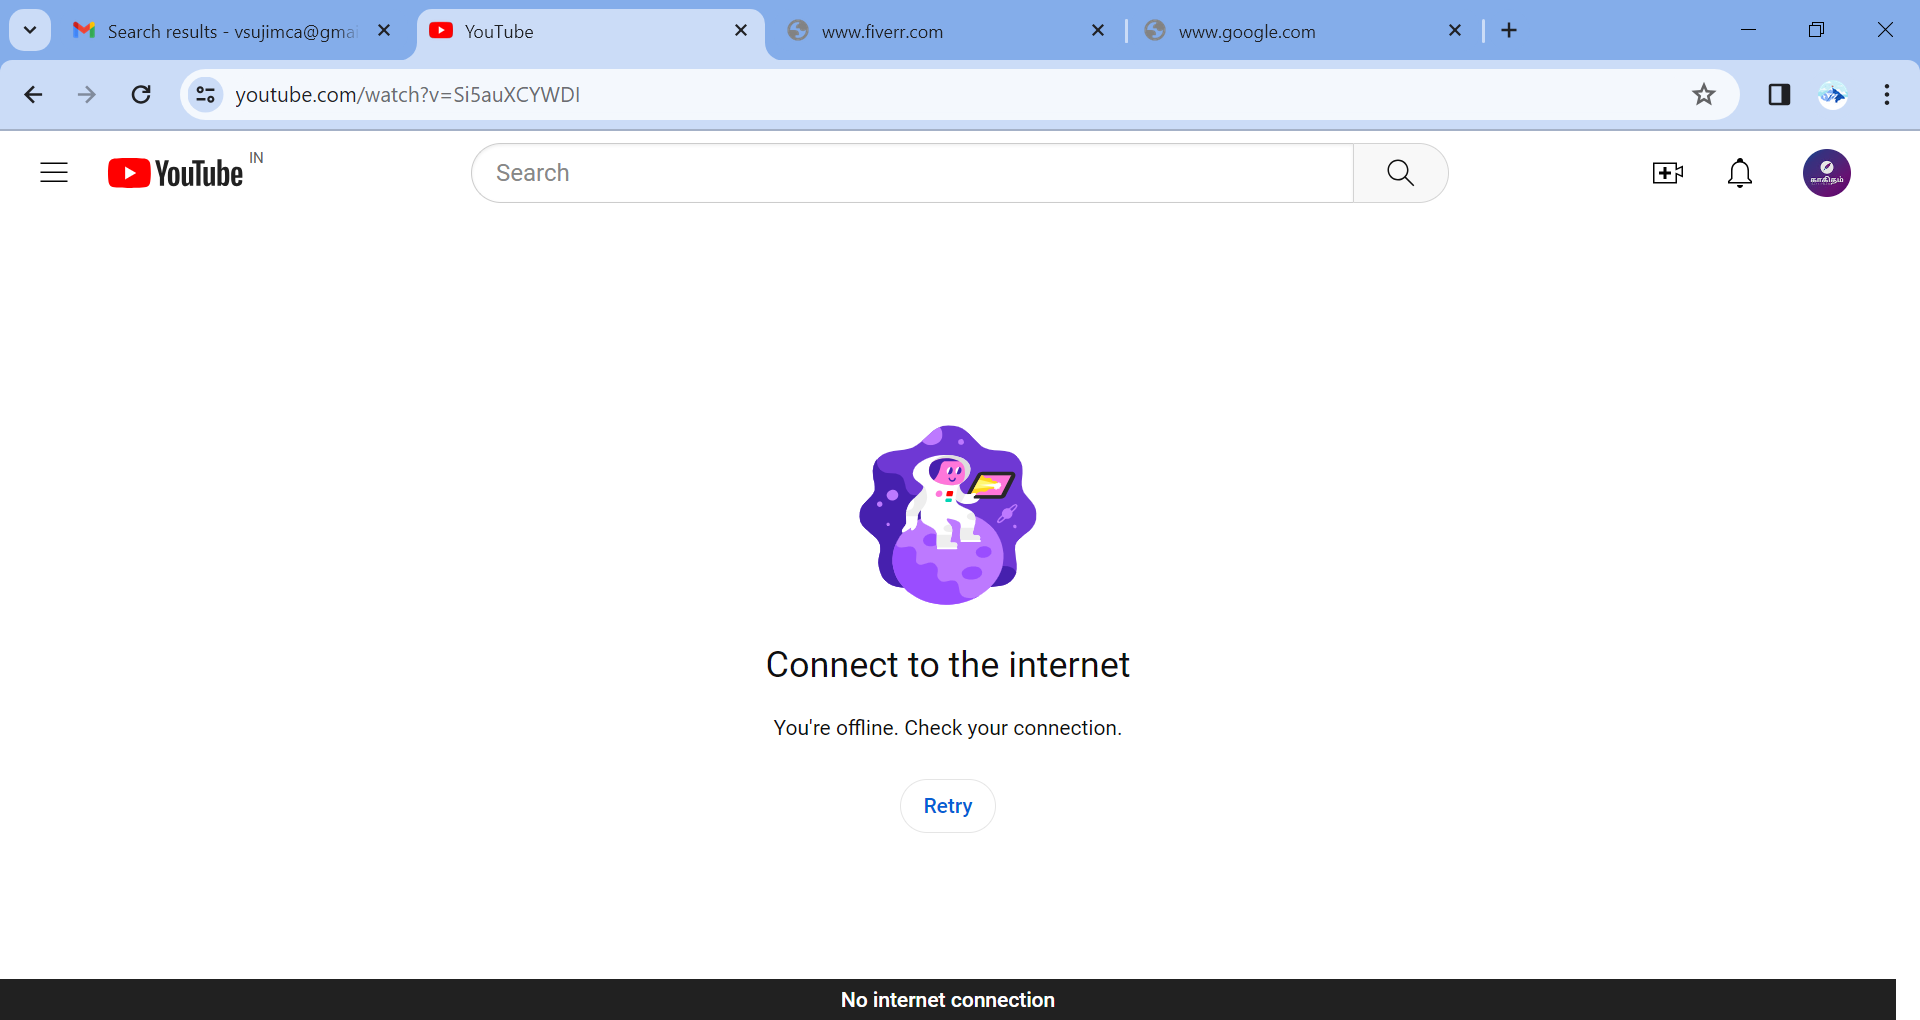 Search results - vsujimca@gmai
YouTube
www.fiverr.com
www.google.com
youtube.com/watch?v=Si5auXCYWDI
YouTube IN
Search
காகிதம்
Connect to the internet
You're offline. Check your connection.
Retry
No internet connection